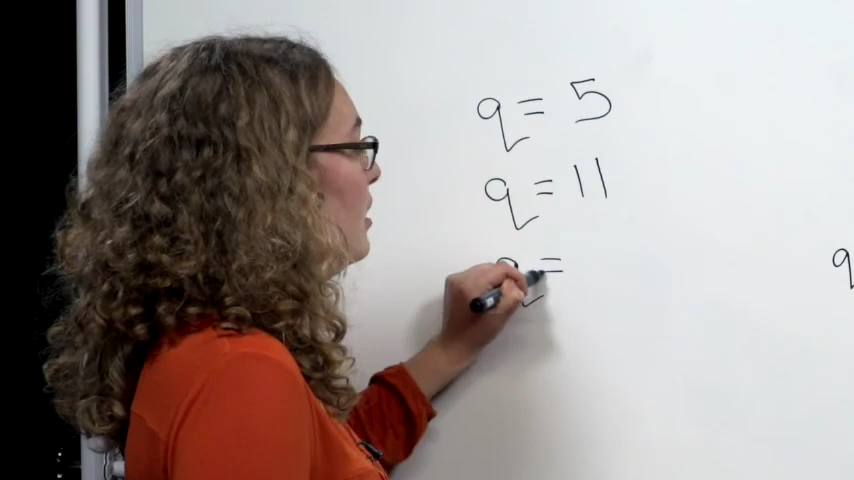 q = 5
q = 11
q =
q